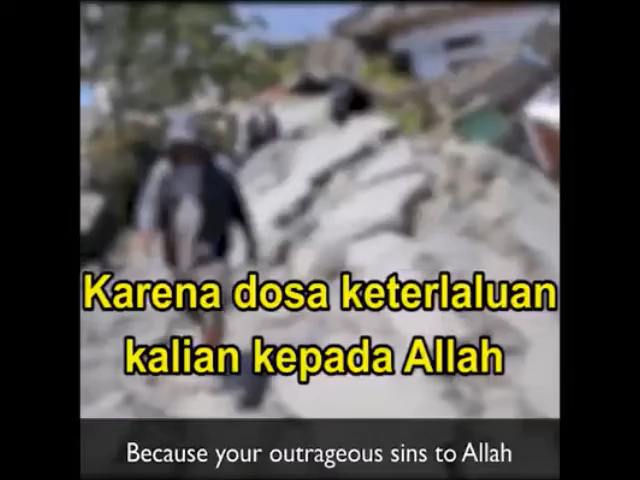 Karena dosa keterlaluan
kalian kepada Allah
Because your outrageous sins to Allah